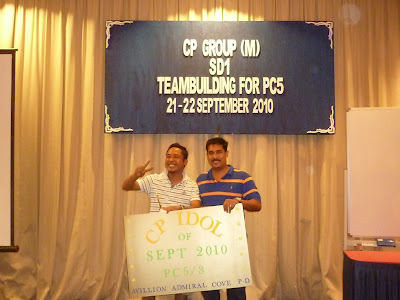 CP GROUP (M)
SD1
TEAMBUILDING FOR PC5
21-22 SEPTEMBER 2010
CP IDOL
OF
SEPT 2010
PC 5/8
AVILLION ADMIRAL COVE P-D